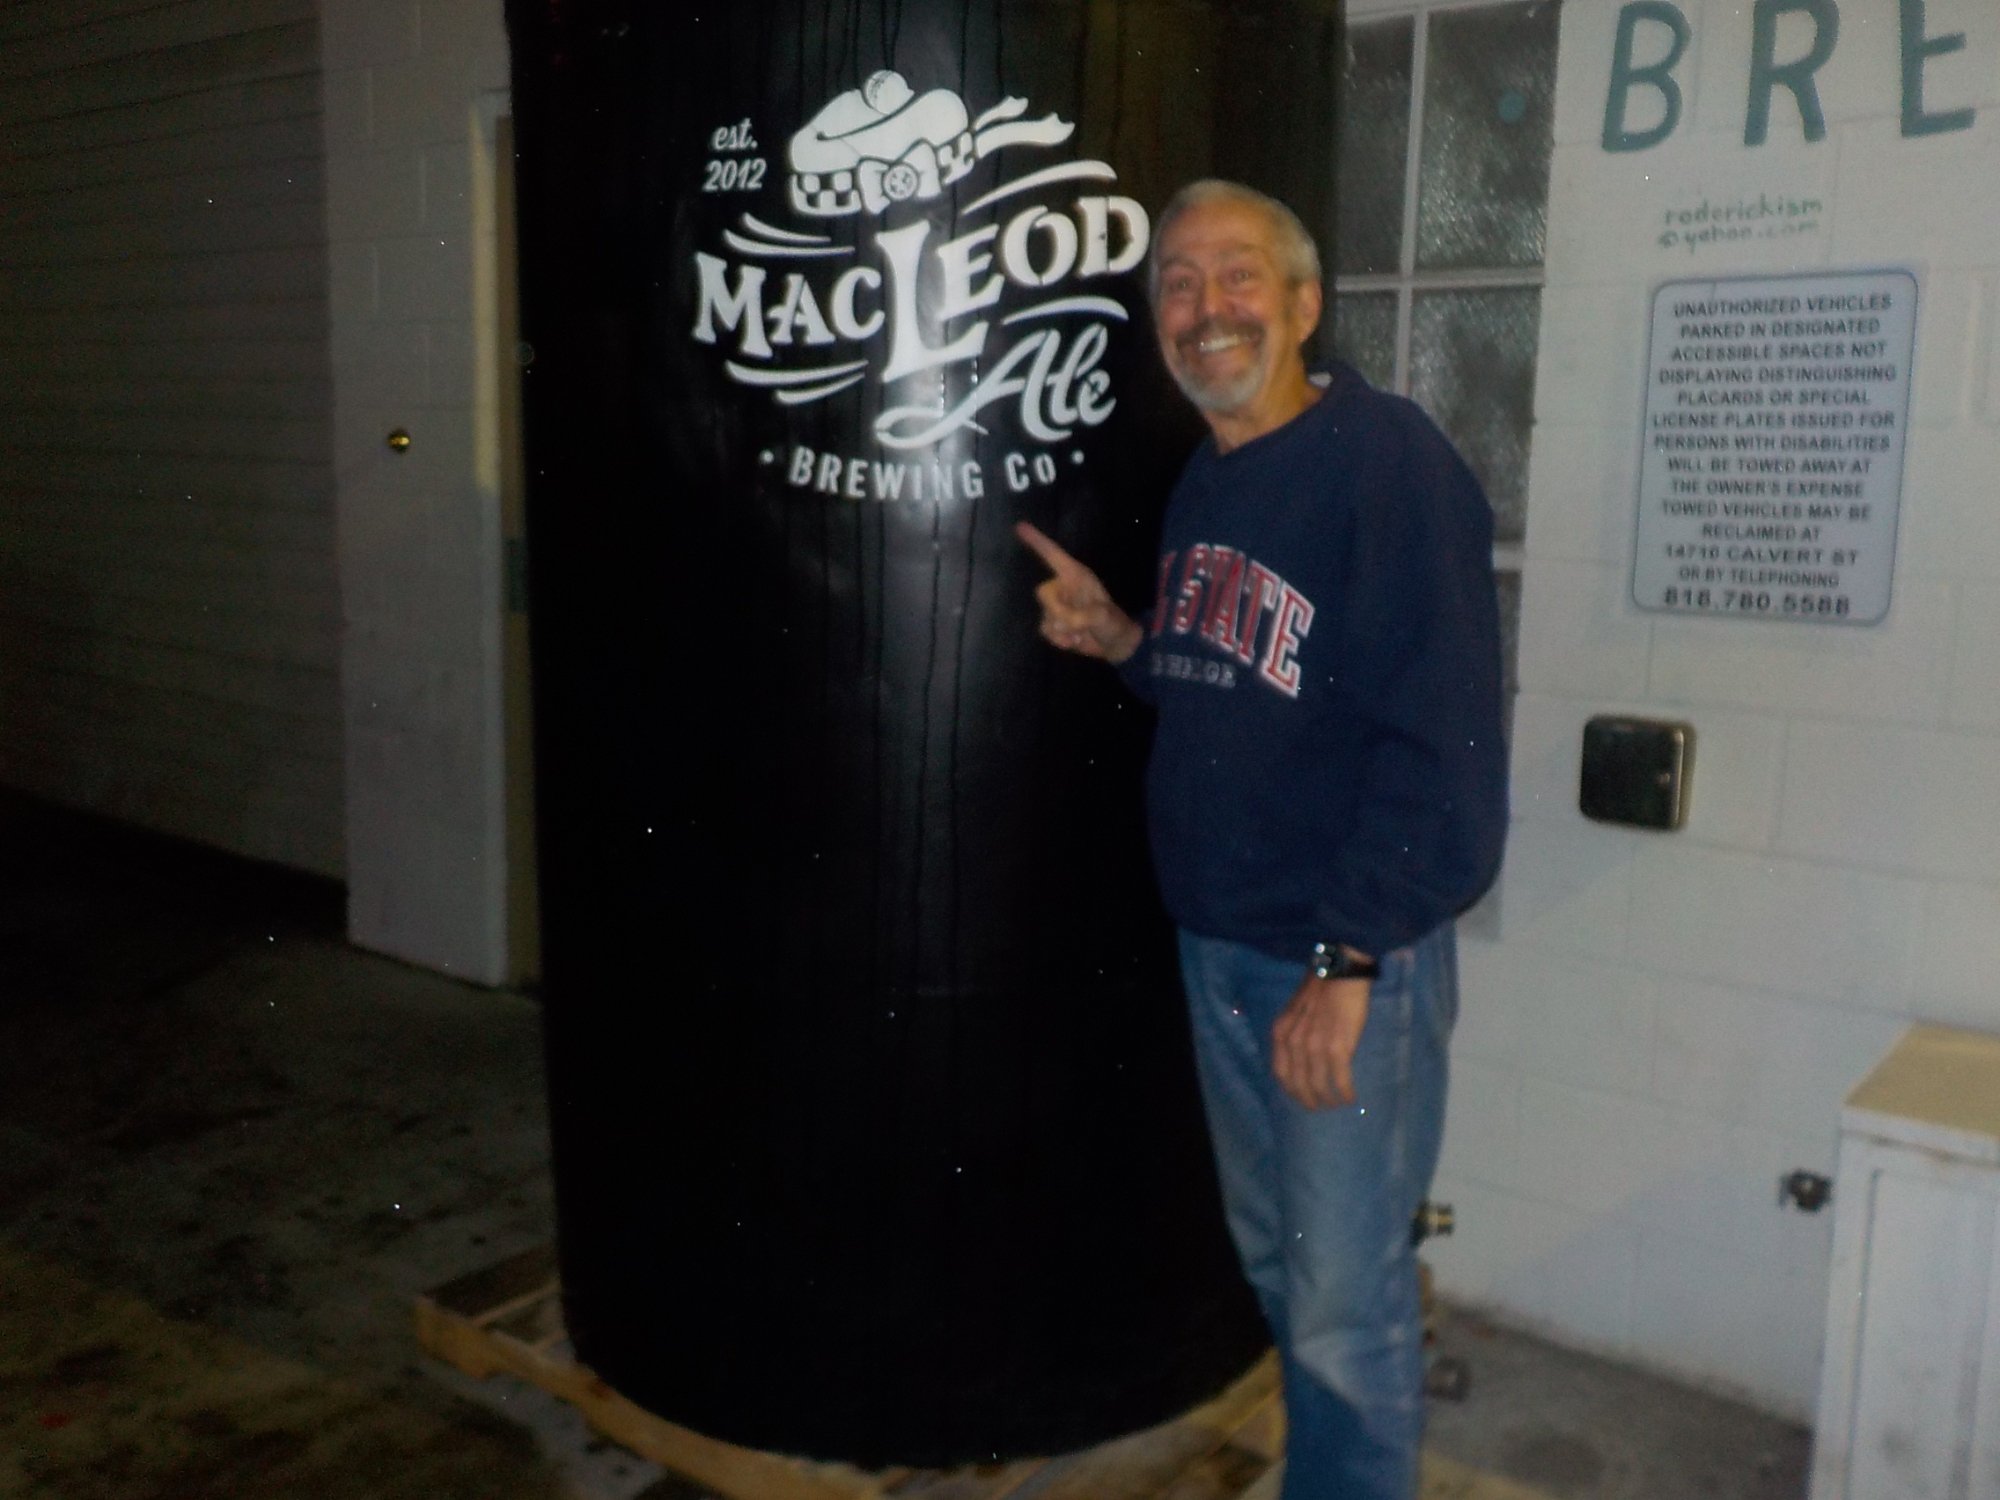 est.
2012
MACLEOD
Ale
• BREWING CO •
STATE
BRE
roderickism
@yahoo.com
UNAUTHORIZED VEHICLES
PARKED IN DESIGNATED
ACCESSIBLE SPACES NOT
DISPLAYING DISTINGUISHING
PLACARDS OR SPECIAL
LICENSE PLATES ISSUED FOR
PERSONS WITH DISABILITIES
WILL BE TOWED AWAY AT
THE OWNER'S EXPENSE
TOWED VEHICLES MAY BE
RECLAIMED AT
14710 CALVERT ST
OR BY TELEPHONING
818.780.5588